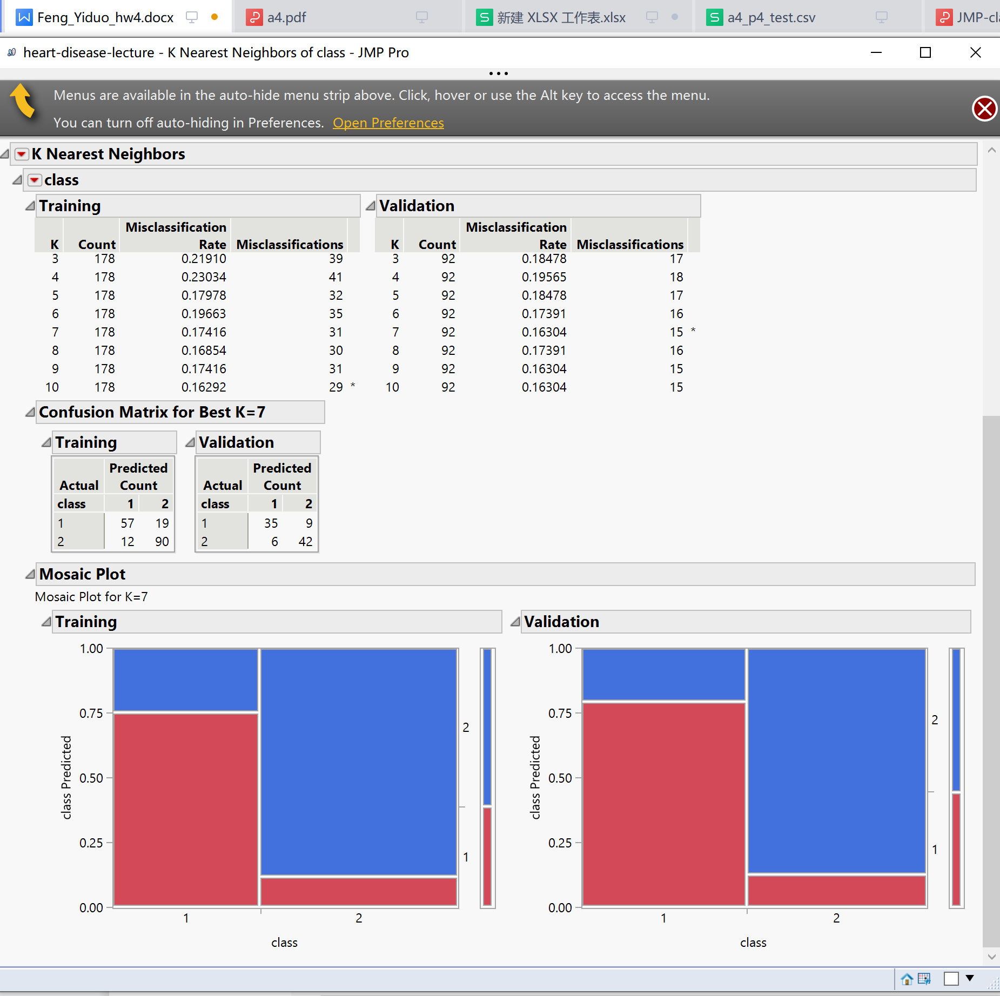 Feng_Yiduo_hw4.docx a4.pdf 新建 XLSX 工作表.xlsx a4_p4_test.csv JMP-cl
heart-disease-lecture - K Nearest Neighbors of class - JMP Pro
Menus are available in the auto-hide menu strip above. Click, hover or use the Alt key to access the menu.
You can turn off auto-hiding in Preferences. Open Preferences
K Nearest Neighbors
class
Training Validation
Misclassification Misclassification
K Count Rate Misclassifications K Count Rate Misclassifications
3 178 0.21910 39 3 92 0.18478 17
4 178 0.23034 41 4 92 0.19565 18
5 178 0.17978 32 5 92 0.18478 17
6 178 0.19663 35 6 92 0.17391 16
7 178 0.17416 31 7 92 0.16304 15 *
8 178 0.16854 30 8 92 0.17391 16
9 178 0.17416 31 9 92 0.16304 15
10 178 0.16292 29 * 10 92 0.16304 15
Confusion Matrix for Best K=7
Training Validation
Predicted Predicted
Actual Count Actual Count
class 1 2 class 1 2
1 57 19 1 35 9
2 12 90 2 6 42
Mosaic Plot
Mosaic Plot for K=7
Training Validation
1.00 1.00
0.75 0.75
2 2
class Predicted class Predicted
0.50 0.50
0.25 0.25
1 1
0.00 0.00
1 2 1 2
class class